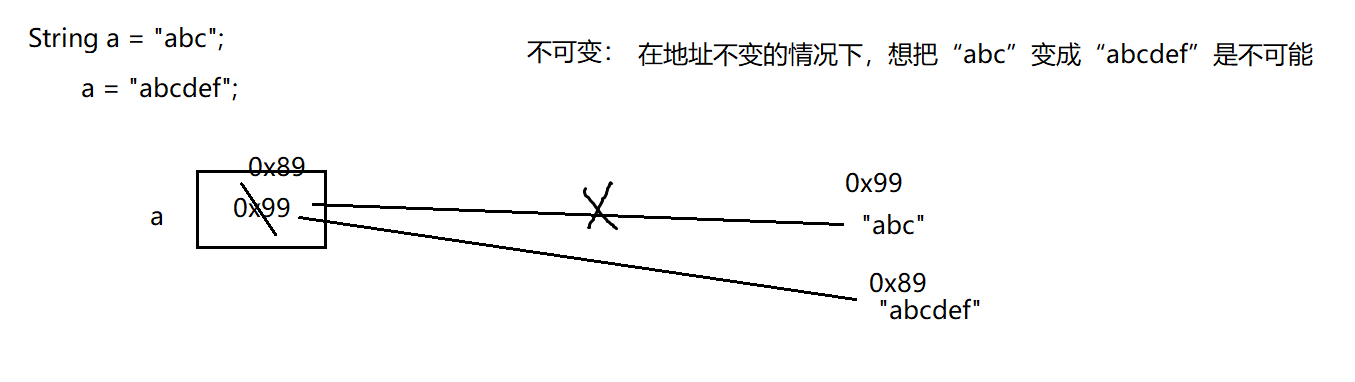 String a = "abc";
不可变： 在地址不变的情况下，想把“abc”变成“abcdef”是不可能
a = "abcdef";
0x89
0x99
a
0x99
"abc"
0x89
"abcdef"